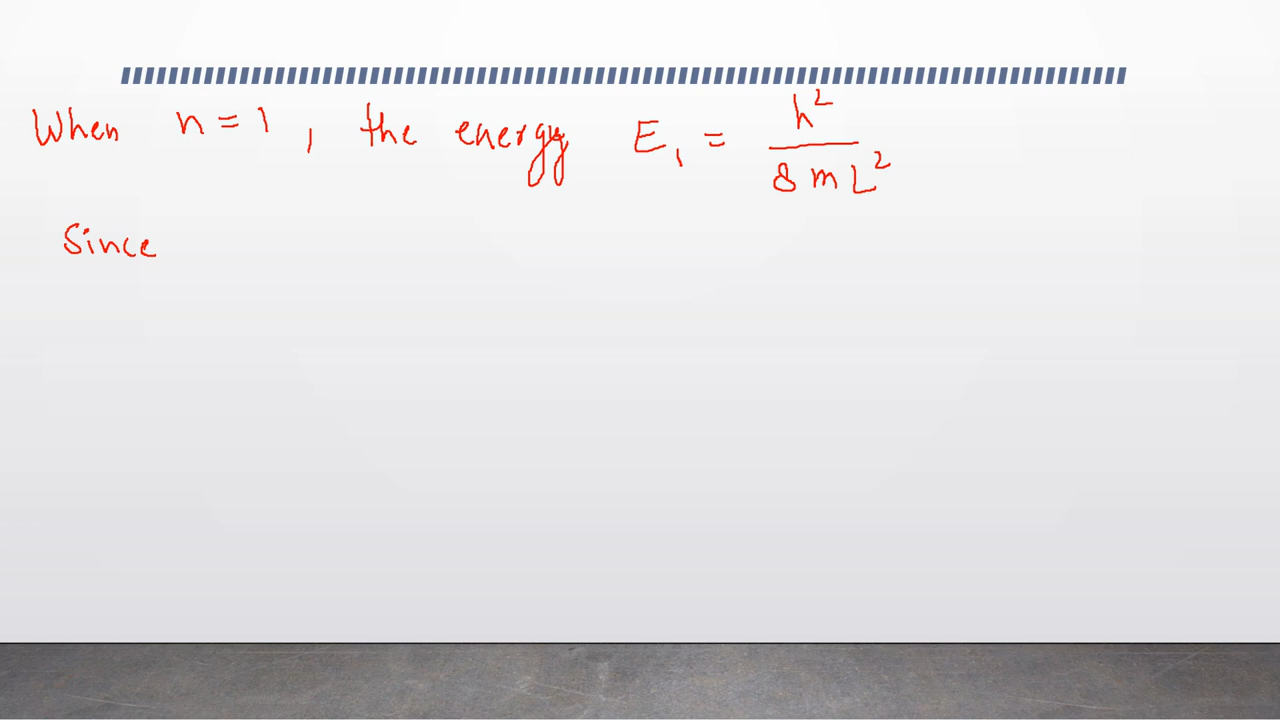 When n = 1, the energy E₁ = h² / 8mL²
Since